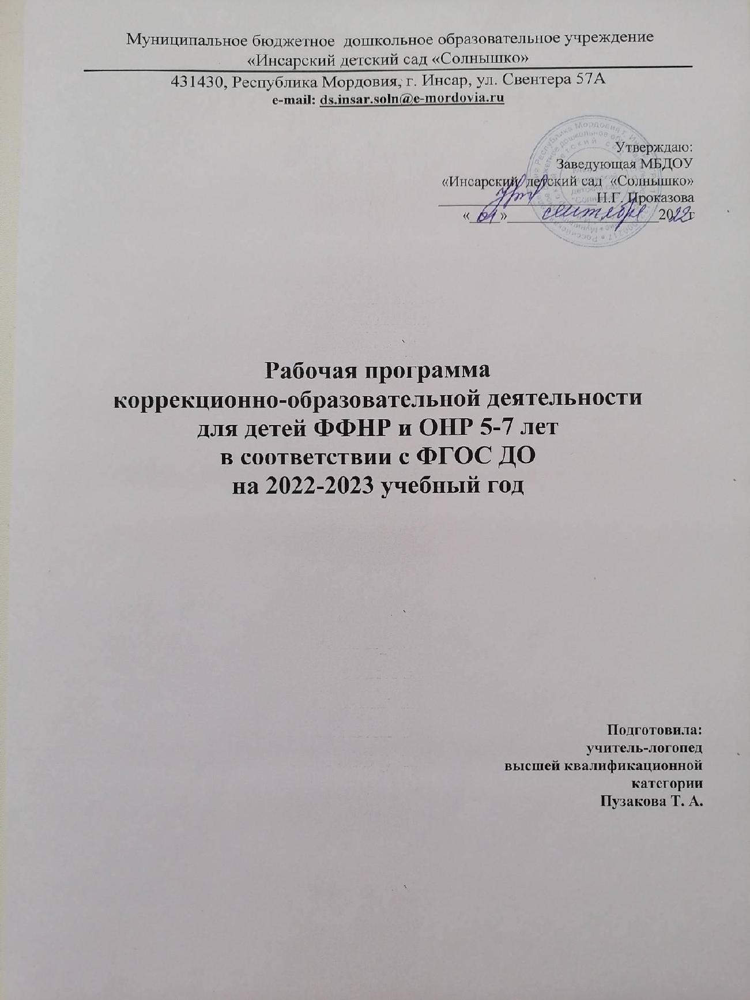 Муниципальное бюджетное дошкольное образовательное учреждение
«Инсарский детский сад «Солнышко»
431430, Республика Мордовия, г. Инсар, ул. Свентера 57А
e-mail: ds.insar.soln@e-mordovia.ru
Утверждаю:
Заведующая МБДОУ
«Инсарский детский сад «Солнышко»
Н.Г. Проказова
«01» сентября 2022г
Рабочая программа
коррекционно-образовательной деятельности
для детей ФФНР и ОНР 5-7 лет
в соответствии с ФГОС ДО
на 2022-2023 учебный год
Подготовила:
учитель-логопед
высшей квалификационной
категории
Пузакова Т. А.